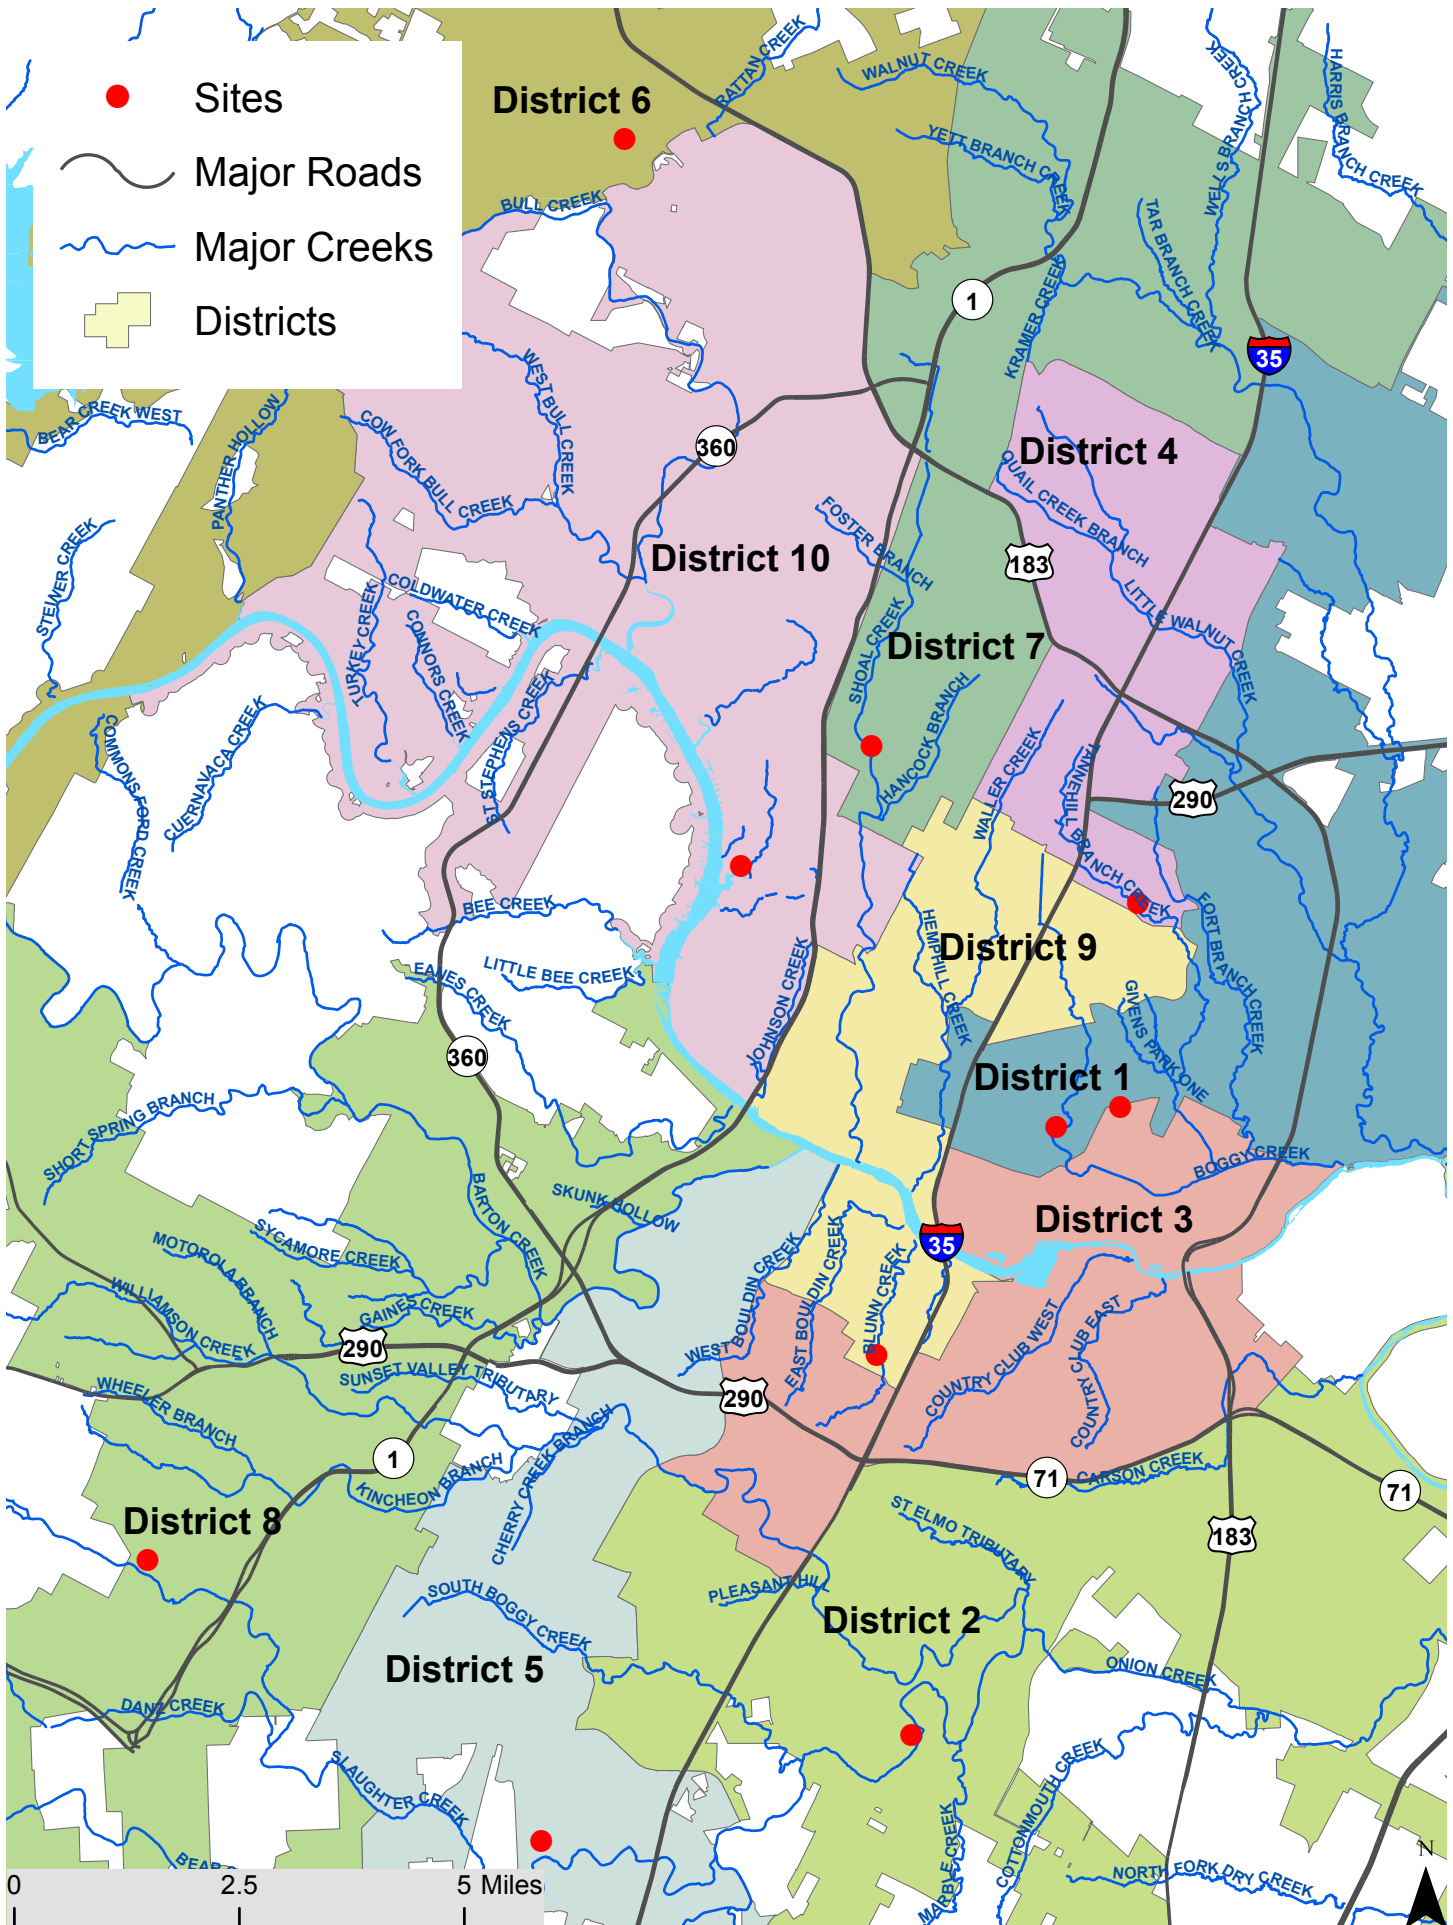 Sites
Major Roads
Major Creeks
Districts
District 6
RATTAN CREEK
WALNUT CREEK
YETT BRANCH CREEK
WELLS BRANCH CREEK
HARRIS BRANCH CREEK
TAR BRANCH CREEK
BULL CREEK
KRAMER CREEK
1
35
WEST BULL CREEK
BEAR CREEK WEST
PANTHER HOLLOW
COW FORK BULL CREEK
360
District 4
QUAIL CREEK BRANCH
STEIWER CREEK
FOSTER BRANCH
District 10
183
LITTLE WALNUT CREEK
TURKEY CREEK
COLDWATER CREEK
CONNORS CREEK
SHOAL CREEK
District 7
HANCOCK BRANCH
ST STEPHENS CREEK
COMMONS FORD CREEK
CUERNAVACA CREEK
WALLER CREEK
TANNEHILL BRANCH CREEK
290
BEE CREEK
LITTLE BEE CREEK
EANES CREEK
HEMPHILL CREEK
District 9
FORT BRANCH CREEK
JOHNSON CREEK
GIVENS PARK ONE
360
District 1
SHORT SPRING BRANCH
BOGGY CREEK
BARTON CREEK
SKUNK HOLLOW
District 3
SYCAMORE CREEK
MOTOROLA BRANCH
35
WILLIAMSON CREEK
GAINES CREEK
WEST BOULDIN CREEK
EAST BOULDIN CREEK
BLUNN CREEK
COUNTRY CLUB WEST
COUNTRY CLUB EAST
290
SUNSET VALLEY TRIBUTARY
290
WHEELER BRANCH
CHERRY CREEK BRANCH
1
KINCHEON BRANCH
71
CARSON CREEK
71
District 8
ST ELMO TRIBUTARY
183
PLEASANT HILL
SOUTH BOGGY CREEK
District 2
District 5
ONION CREEK
DANZ CREEK
SLAUGHTER CREEK
COTTONMOUTH CREEK
MARBLE CREEK
NORTH FORK DRY CREEK
BEAR
N
0 2.5 5 Miles